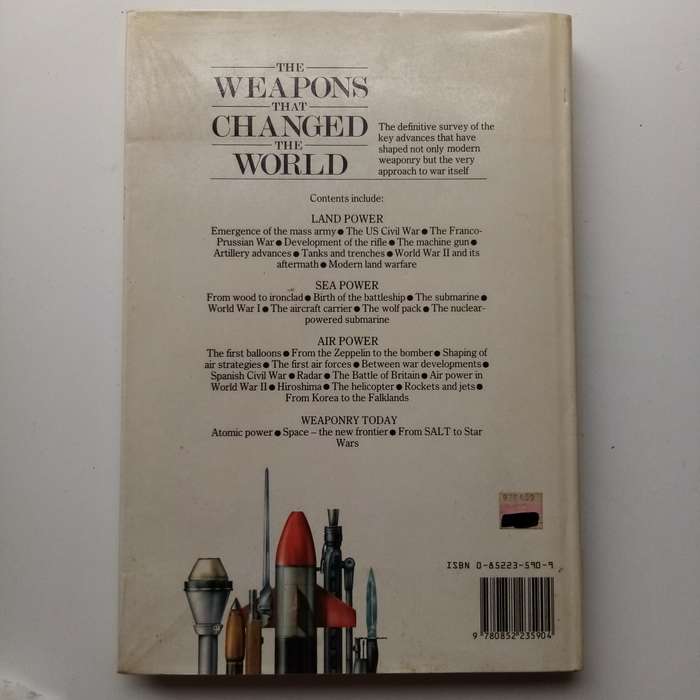 THE
WEAPONS
THAT
CHANGED
THE
WORLD
The definitive survey of the
key advances that have
shaped not only modern
weaponry but the very
approach to war itself
Contents include:
LAND POWER
Emergence of the mass army ● The US Civil War ● The Franco-
Prussian War ● Development of the rifle ● The machine gun ●
Artillery advances ● Tanks and trenches ● World War II and its
aftermath ● Modern land warfare
SEA POWER
From wood to ironclad ● Birth of the battleship ● The submarine ●
World War I ● The aircraft carrier ● The wolf pack ● The nuclear-
powered submarine
AIR POWER
The first balloons ● From the Zeppelin to the bomber ● Shaping of
air strategies ● The first air forces ● Between war developments ●
Spanish Civil War ● Radar ● The Battle of Britain ● Air power in
World War II ● Hiroshima ● The helicopter ● Rockets and jets ●
From Korea to the Falklands
WEAPONRY TODAY
Atomic power ● Space – the new frontier ● From SALT to Star
Wars
ISBN 0-85223-590-9
9 780852 235904